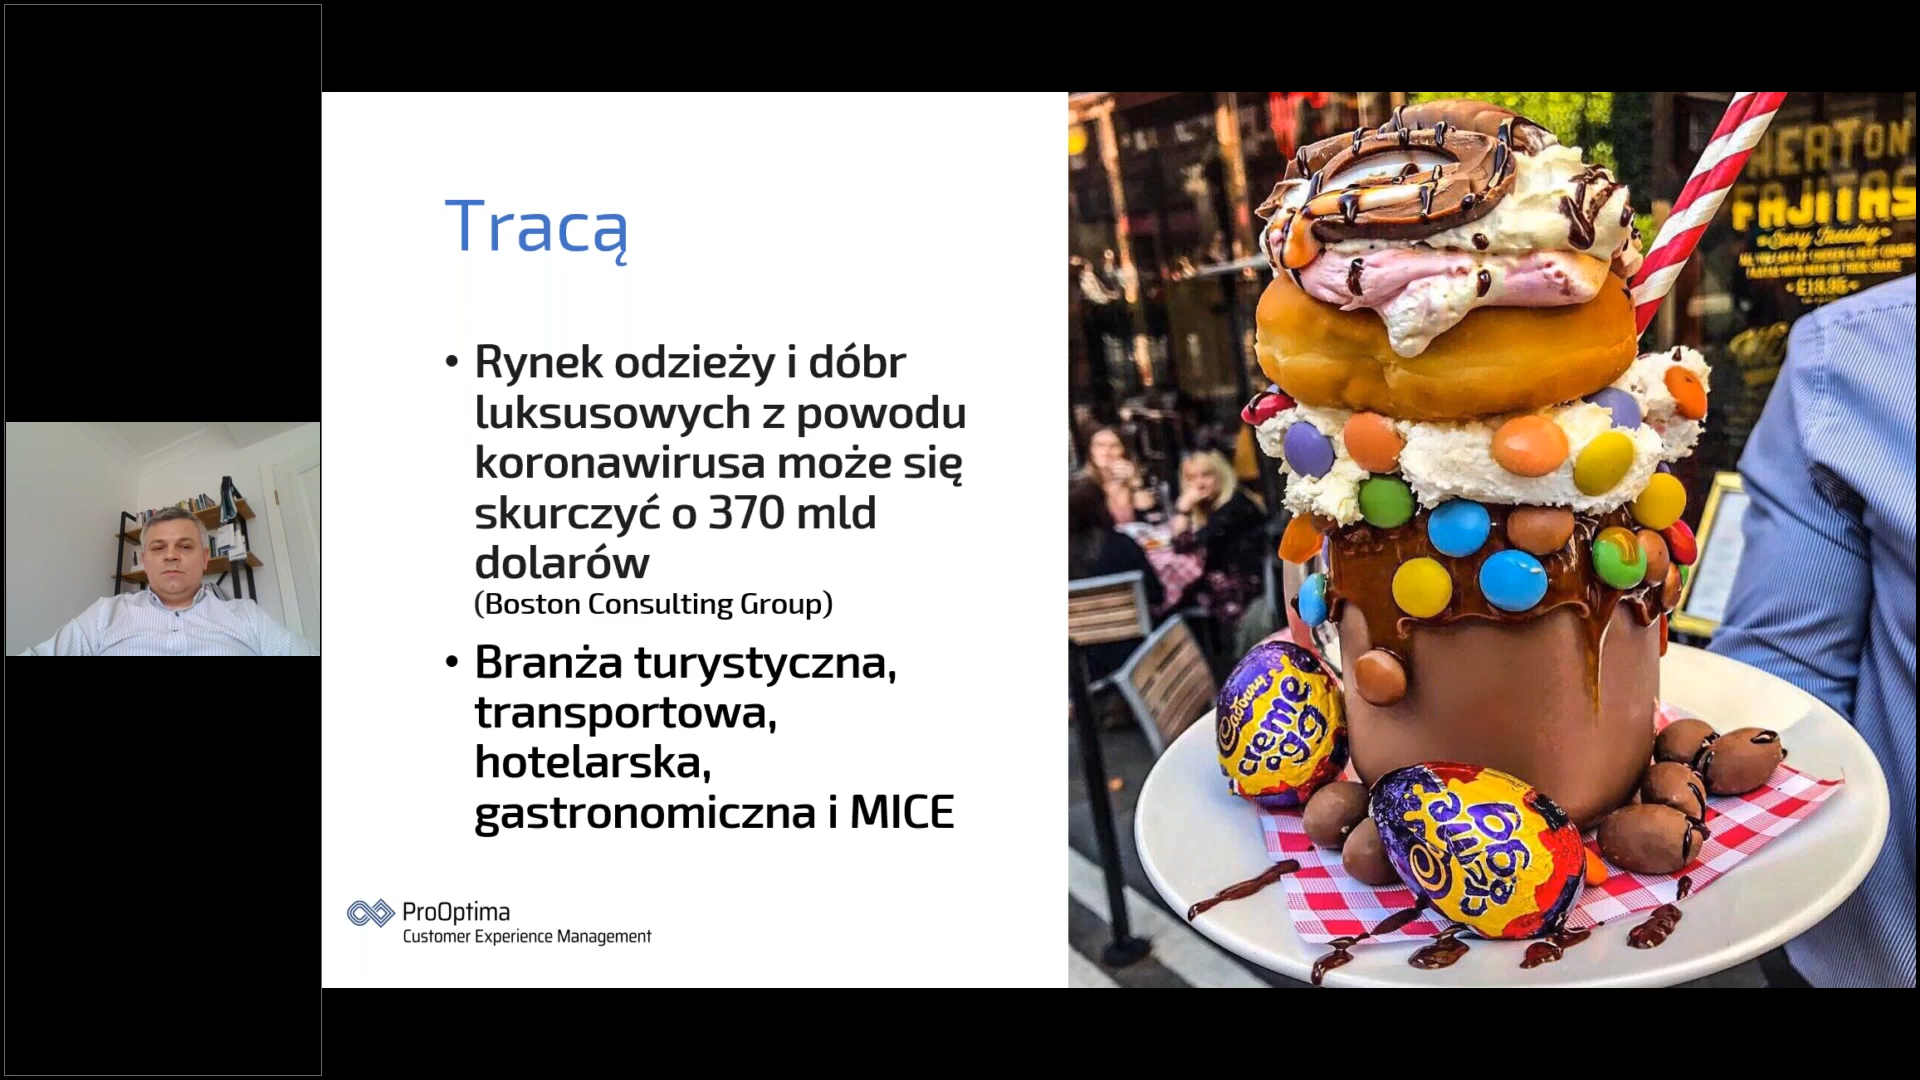 Tracą
• Rynek odzieży i dóbr
luksusowych z powodu
koronawirusa może się
skurczyć o 370 mld
dolarów
(Boston Consulting Group)
• Branża turystyczna,
transportowa,
hotelarska,
gastronomiczna i MICE
ProOptima
Customer Experience Management
FAJITAS
Cadbury
creme
egg
creme
egg